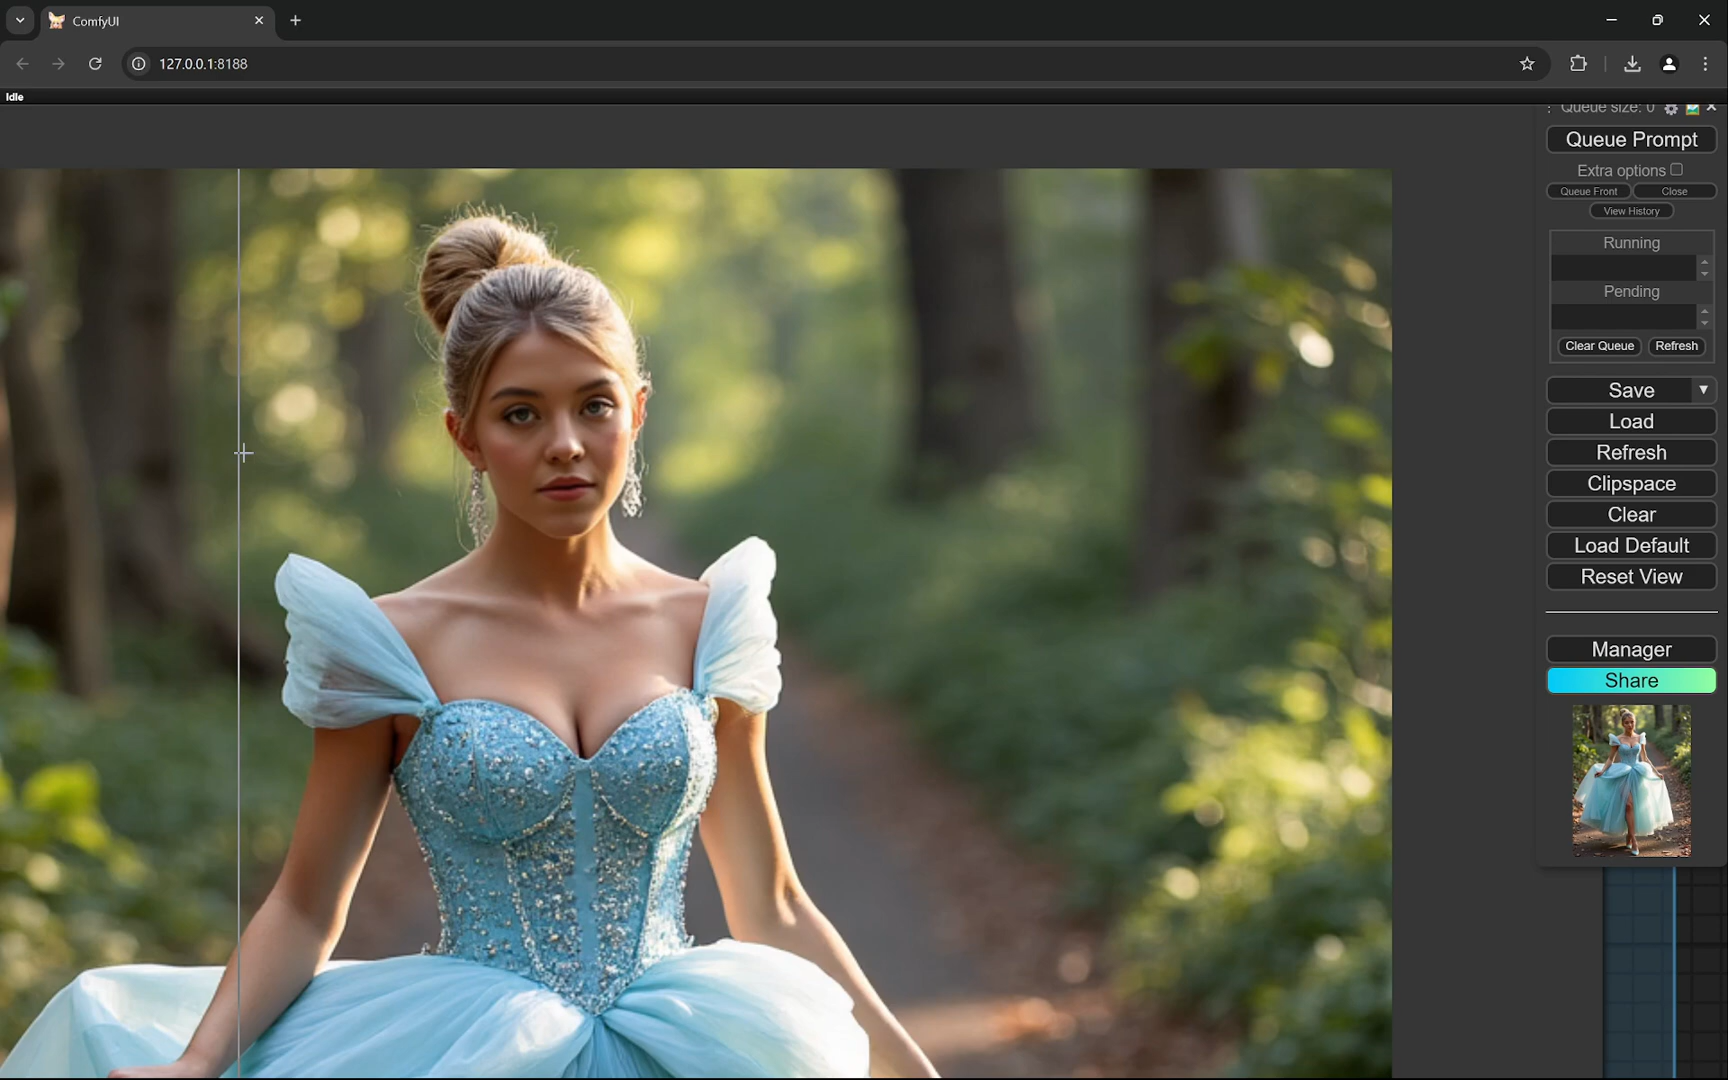 ComfyUI
127.0.0.1:8188
Idle
Queue size: 0
Queue Prompt
Extra options
Queue Front
Close
View History
Running
Pending
Clear Queue
Refresh
Save
Load
Refresh
Clipspace
Clear
Load Default
Reset View
Manager
Share